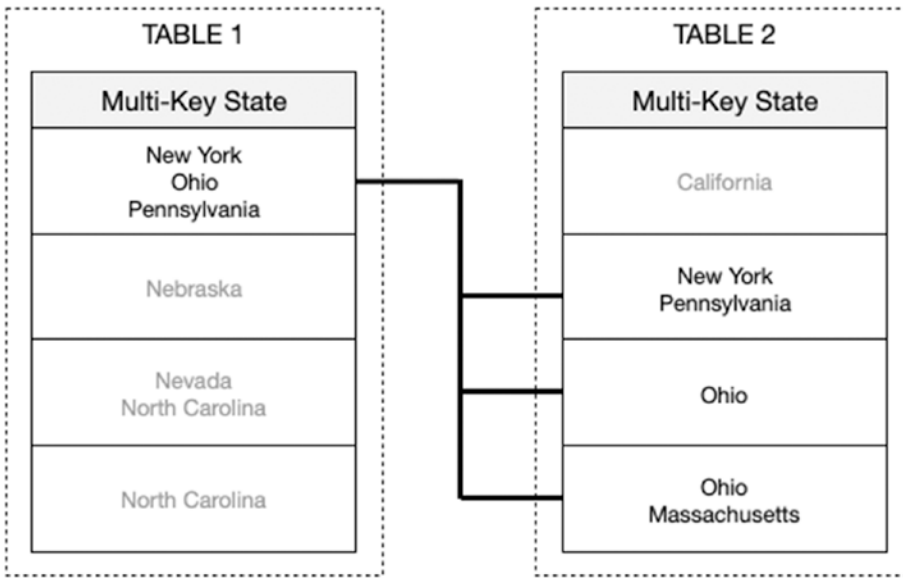 TABLE 1
Multi-Key State
New York
Ohio
Pennsylvania
Nebraska
Nevada
North Carolina
North Carolina
TABLE 2
Multi-Key State
California
New York
Pennsylvania
Ohio
Ohio
Massachusetts